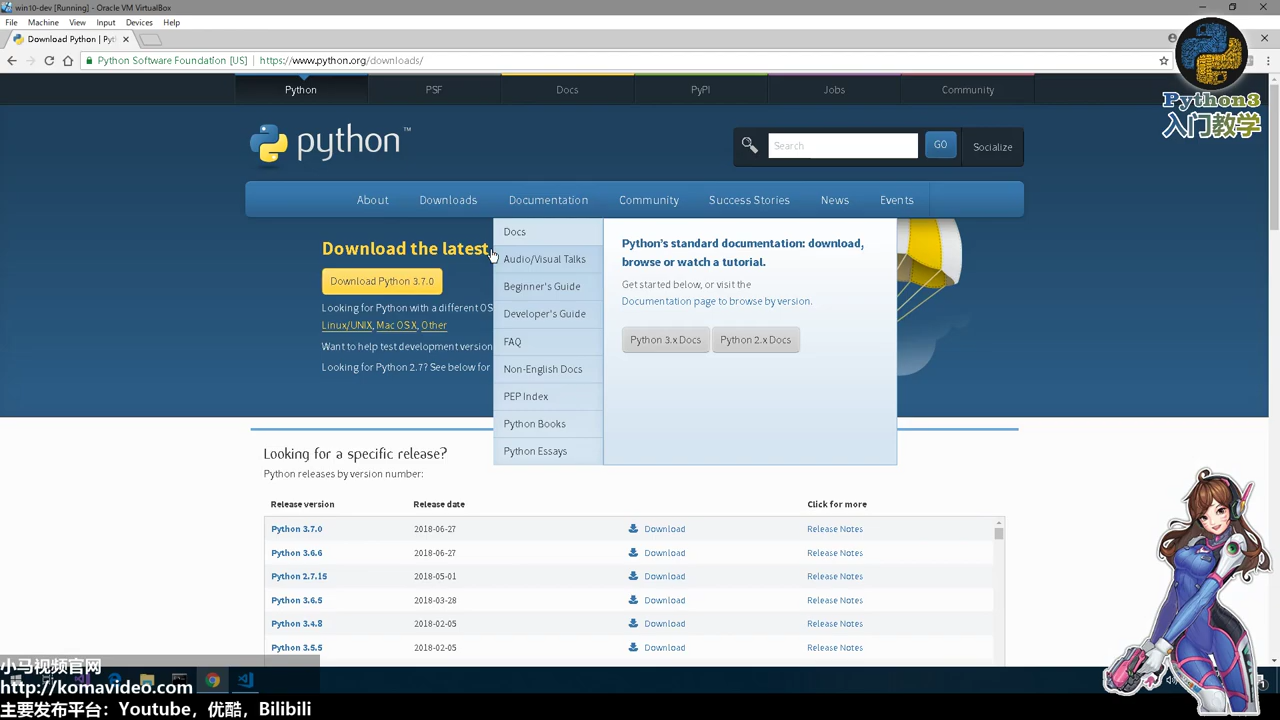 win10-dev [Running] - Oracle VM VirtualBox
File Machine View Input Devices Help
Download Python | Pyt
Python Software Foundation [US] https://www.python.org/downloads/
Python PSF Docs PyPI Jobs Community
Python3
入门教学
python™
Search GO Socialize
About Downloads Documentation Community Success Stories News Events
Download the latest
Download Python 3.7.0
Looking for Python with a different OS
Linux/UNIX, Mac OSX, Other
Want to help test development version
Looking for Python 2.7? See below for
Docs
Audio/Visual Talks
Beginner's Guide
Developer's Guide
FAQ
Non-English Docs
PEP Index
Python Books
Python Essays
Python's standard documentation: download,
browse or watch a tutorial.
Get started below, or visit the
Documentation page to browse by version.
Python 3.x Docs Python 2.x Docs
Looking for a specific release?
Python releases by version number:
Release version Release date Click for more
Python 3.7.0 2018-06-27 Download Release Notes
Python 3.6.6 2018-06-27 Download Release Notes
Python 2.7.15 2018-05-01 Download Release Notes
Python 3.6.5 2018-03-28 Download Release Notes
Python 3.4.8 2018-02-05 Download Release Notes
Python 3.5.5 2018-02-05 Download Release Notes
小马视频官网
http://komavideo.com
主要发布平台：Youtube，优酷，Bilibili